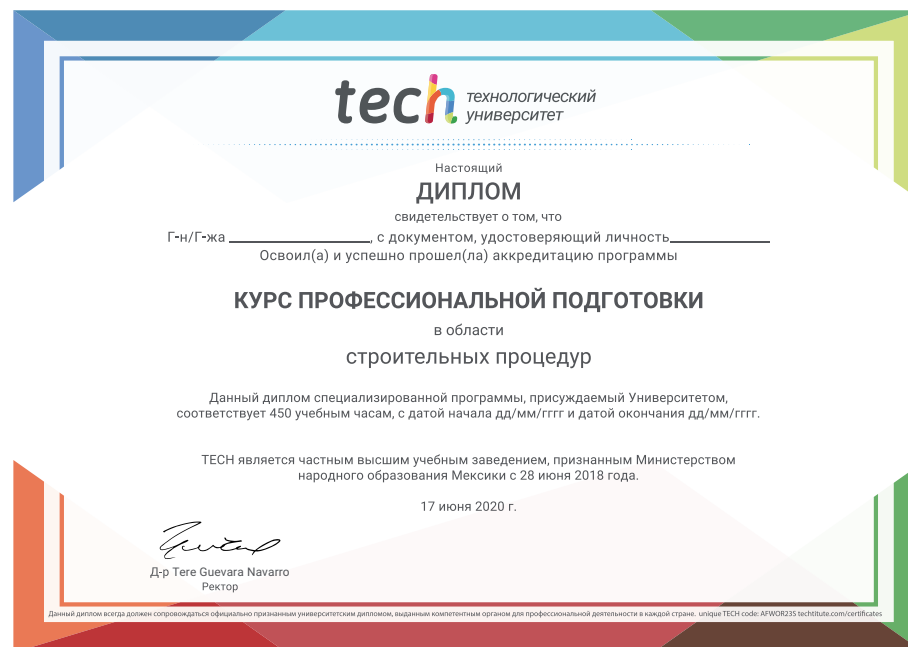 tech технологический
университет
Настоящий
ДИПЛОМ
свидетельствует о том, что
Г-н/Г-жа ____________________, с документом, удостоверяющий личность______________
Освоил(а) и успешно прошел(ла) аккредитацию программы
КУРС ПРОФЕССИОНАЛЬНОЙ ПОДГОТОВКИ
в области
строительных процедур
Данный диплом специализированной программы, присуждаемый Университетом,
соответствует 450 учебным часам, с датой начала дд/мм/гггг и датой окончания дд/мм/гггг.
TECH является частным высшим учебным заведением, признанным Министерством
народного образования Мексики с 28 июня 2018 года.
17 июня 2020 г.
Д-р Tere Guevara Navarro
Ректор
Данный диплом всегда должен сопровождаться официально признанным университетским дипломом, выданным компетентным органом для профессиональной деятельности в каждой стране. unique TECH code: AFWOR23S techtitute.com/certificates